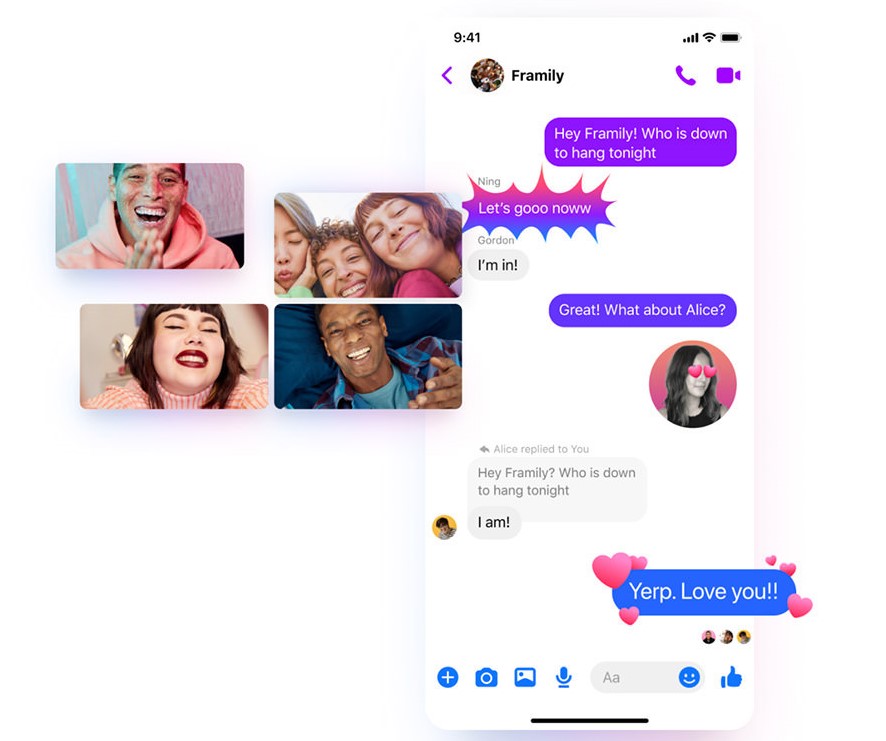 9:41
Framily
Hey Framily! Who is down
to hang tonight
Ning
Let's gooo noww
Gordon
I'm in!
Great! What about Alice?
Alice replied to You
Hey Framily? Who is down
to hang tonight
I am!
Yerp. Love you!!
Aa